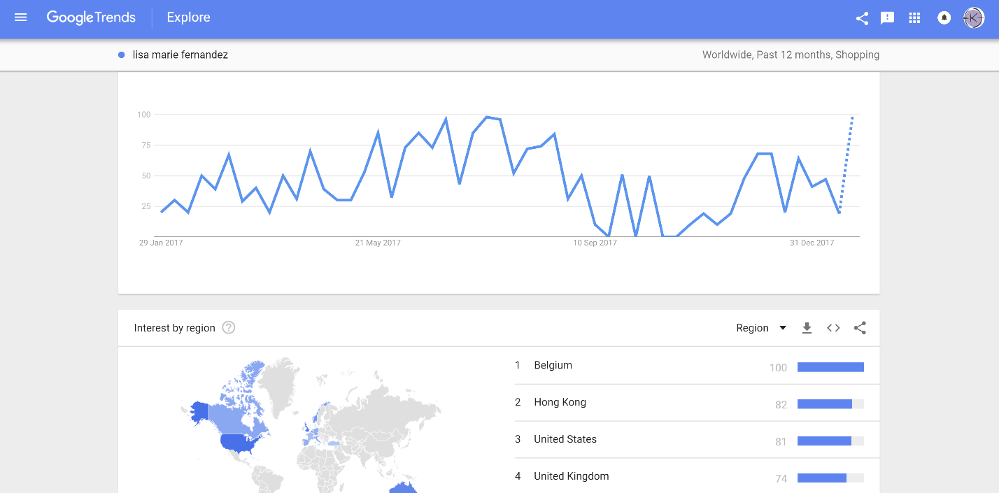 Google Trends Explore
lisa marie fernandez
Worldwide, Past 12 months, Shopping
100
75
50
25
29 Jan 2017 21 May 2017 10 Sep 2017 31 Dec 2017
Interest by region ?
Region
1 Belgium 100
2 Hong Kong 82
3 United States 81
4 United Kingdom 74